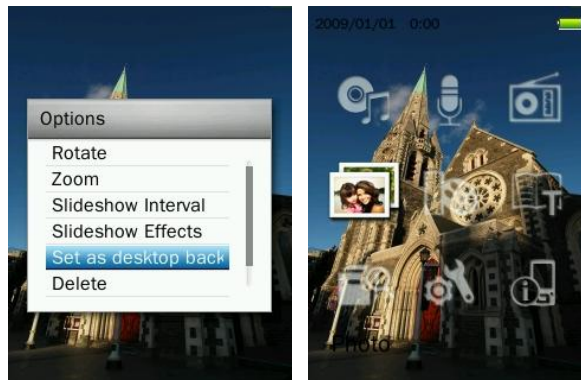 Options
Rotate
Zoom
Slideshow Interval
Slideshow Effects
Set as desktop back
Delete
2009/01/01 0:00
Photo